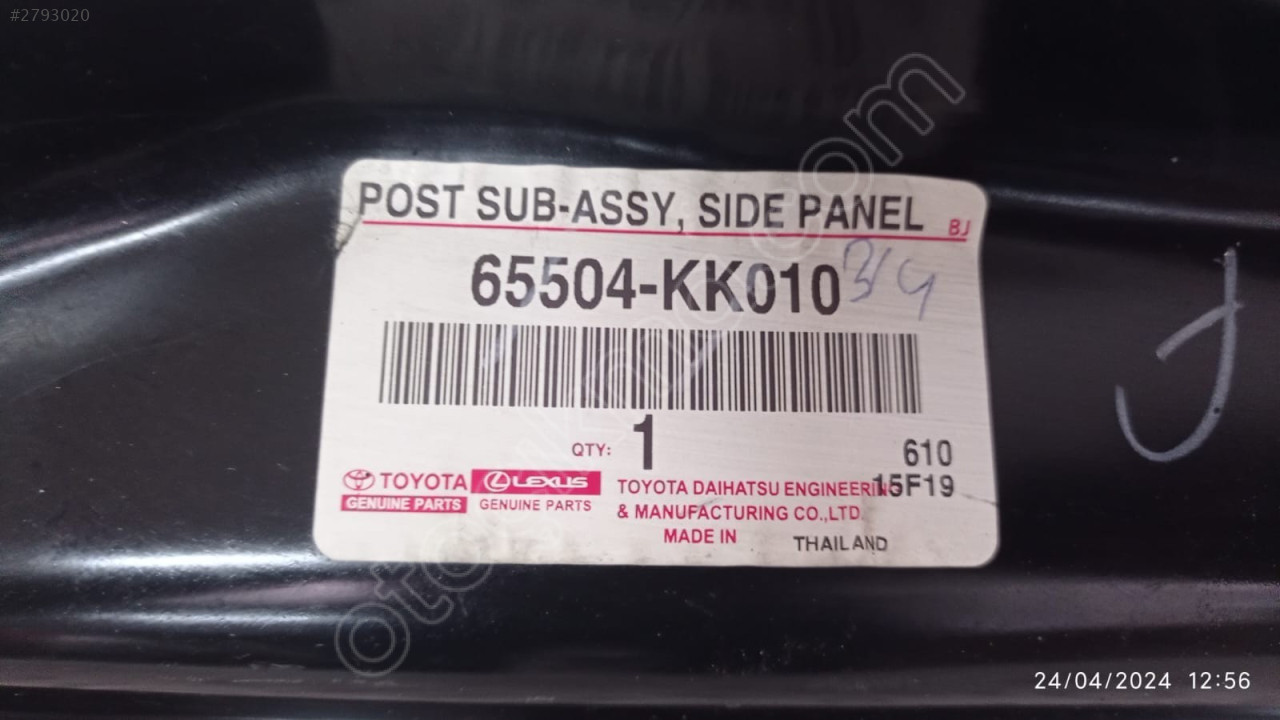 #2793020
POST SUB-ASSY, SIDE PANEL
BJ
65504-KK010
QTY: 1
610
15F19
TOYOTA
GENUINE PARTS
LEXUS
GENUINE PARTS
TOYOTA DAIHATSU ENGINEERIN
& MANUFACTURING CO.,LTD
MADE IN THAILAND
24/04/2024 12:56